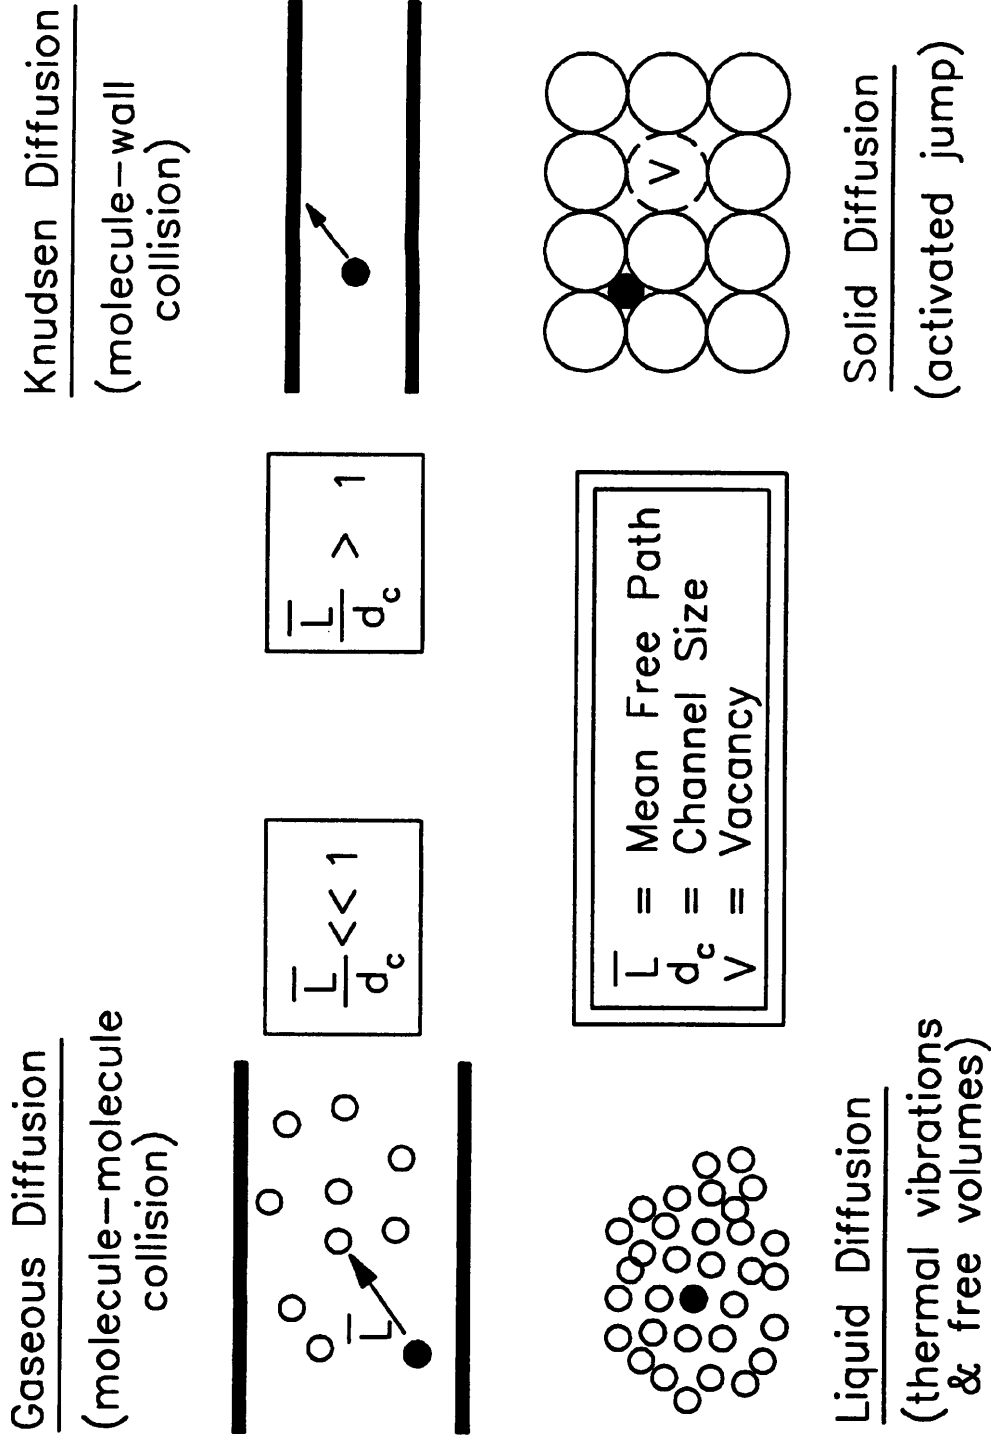 Gaseous Diffusion
(molecule-molecule
collision)
L̅
L̅/d_c << 1
L̅/d_c > 1
Knudsen Diffusion
(molecule-wall
collision)
Liquid Diffusion
(thermal vibrations
& free volumes)
L̅ = Mean Free Path
d_c = Channel Size
V = Vacancy
V
Solid Diffusion
(activated jump)